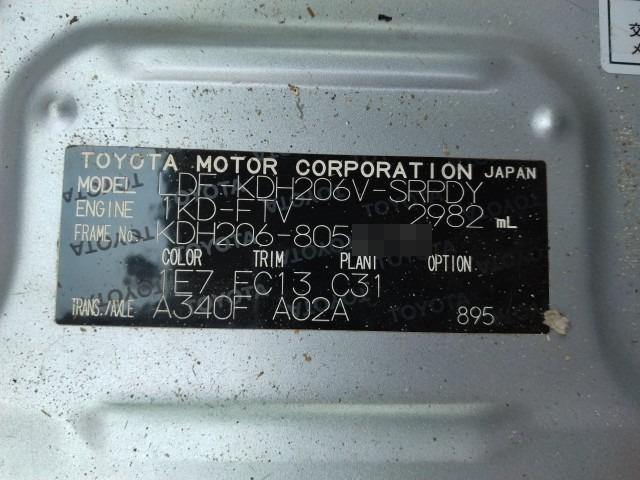 TOYOTA MOTOR CORPORATION JAPAN
MODEL LDF-KDH206V-SRPDY
ENGINE 1KD-FTV 2982 mL
FRAME No. KDH206-805
COLOR TRIM PLANT OPTION
1E7 FC13 C31
TRANS./AXLE A340F A02A 895
交